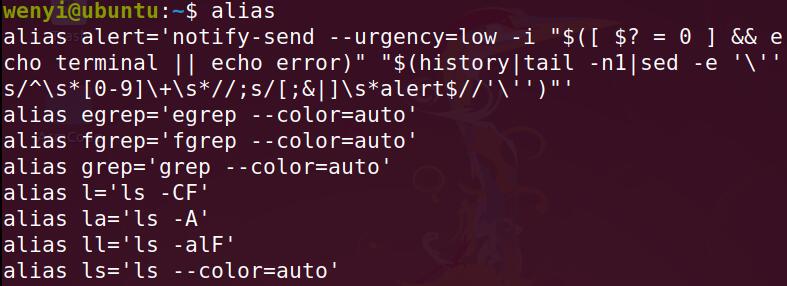 wenyi@ubuntu:~$ alias
alias alert='notify-send --urgency=low -i "$([ $? = 0 ] && e
cho terminal || echo error)" "$(history|tail -n1|sed -e '\''
s/^\s*[0-9]\+\s*//;s/[;&|]\s*alert$//'\'')"'
alias egrep='egrep --color=auto'
alias fgrep='fgrep --color=auto'
alias grep='grep --color=auto'
alias l='ls -CF'
alias la='ls -A'
alias ll='ls -alF'
alias ls='ls --color=auto'